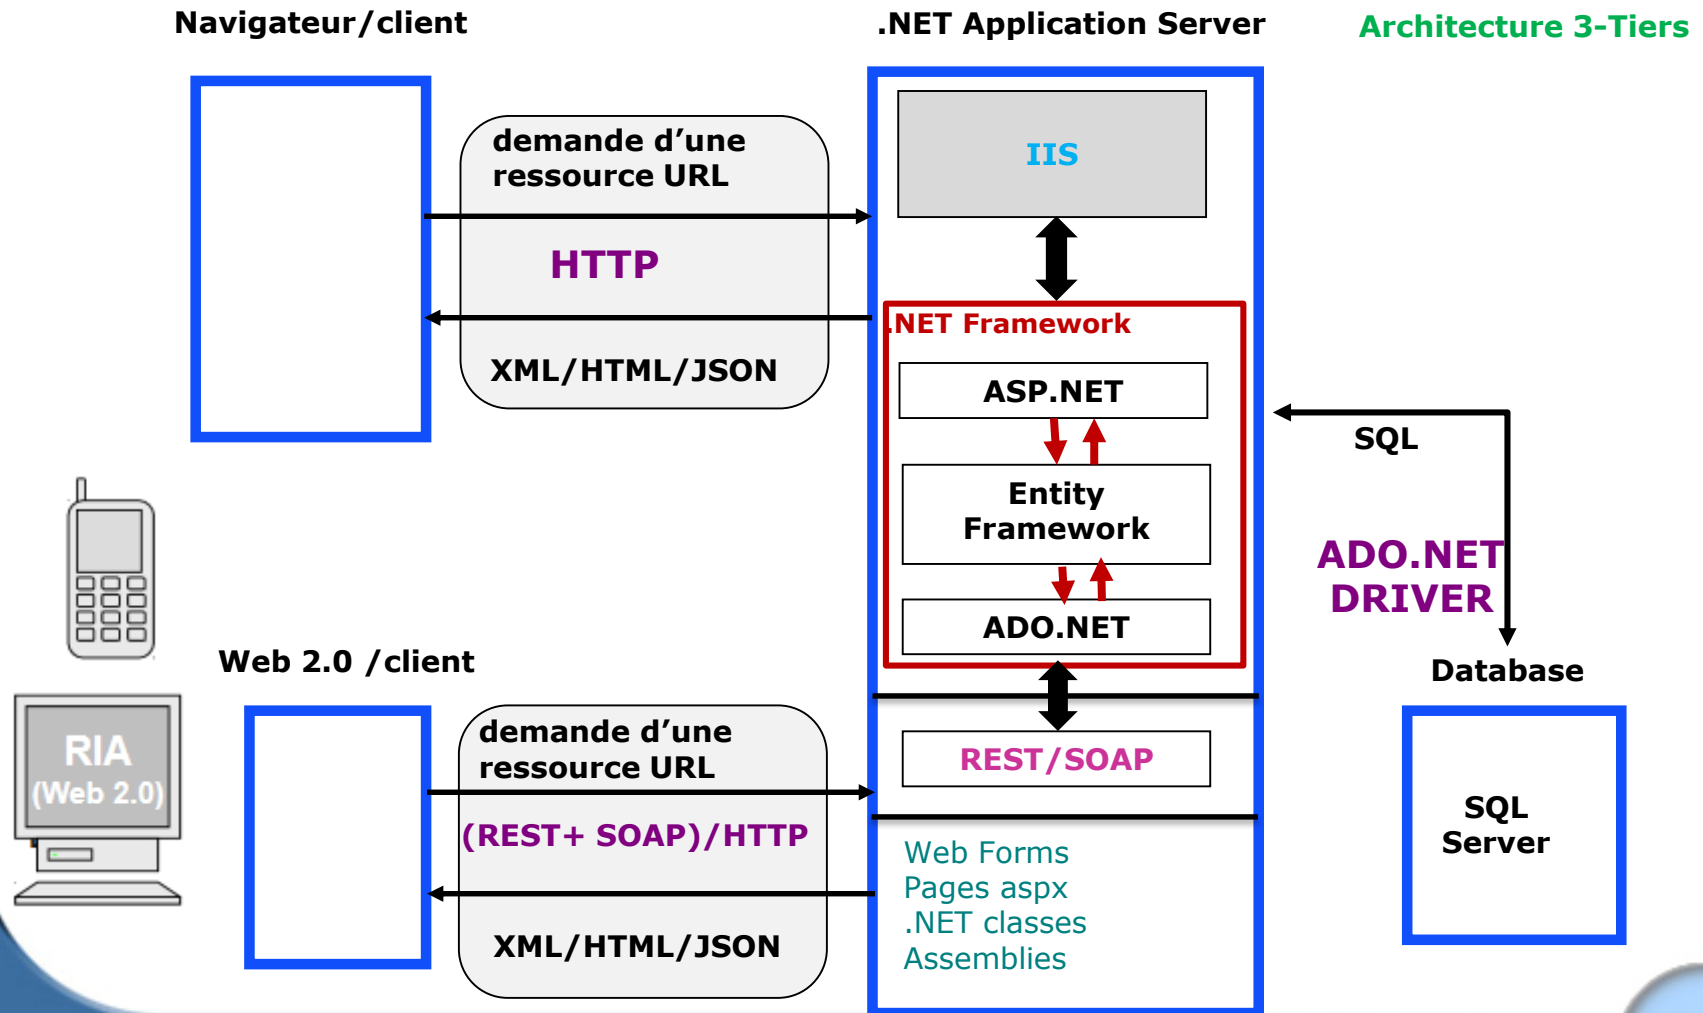 Navigateur/client
.NET Application Server
Architecture 3-Tiers
demande d’une
ressource URL
HTTP
XML/HTML/JSON
IIS
.NET Framework
ASP.NET
Entity
Framework
ADO.NET
SQL
ADO.NET
DRIVER
Database
SQL
Server
Web 2.0 /client
RIA
(Web 2.0)
demande d’une
ressource URL
(REST+ SOAP)/HTTP
XML/HTML/JSON
REST/SOAP
Web Forms
Pages aspx
.NET classes
Assemblies